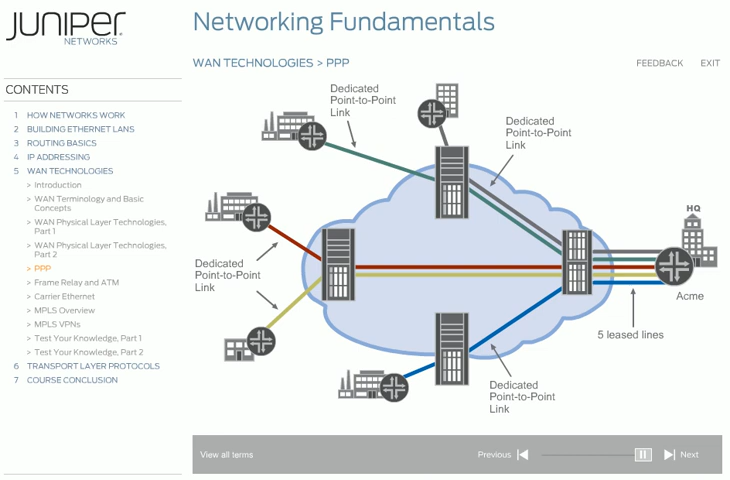 JUNIPER
NETWORKS
Networking Fundamentals
WAN TECHNOLOGIES > PPP
FEEDBACK
EXIT
CONTENTS
1 HOW NETWORKS WORK
2 BUILDING ETHERNET LANS
3 ROUTING BASICS
4 IP ADDRESSING
5 WAN TECHNOLOGIES
> Introduction
> WAN Terminology and Basic
Concepts
> WAN Physical Layer Technologies,
Part 1
> WAN Physical Layer Technologies,
Part 2
> PPP
> Frame Relay and ATM
> Carrier Ethernet
> MPLS Overview
> MPLS VPNs
> Test Your Knowledge, Part 1
> Test Your Knowledge, Part 2
6 TRANSPORT LAYER PROTOCOLS
7 COURSE CONCLUSION
Dedicated
Point-to-Point
Link
Dedicated
Point-to-Point
Link
HQ
Dedicated
Point-to-Point
Link
Acme
5 leased lines
Dedicated
Point-to-Point
Link
View all terms
Previous
Next